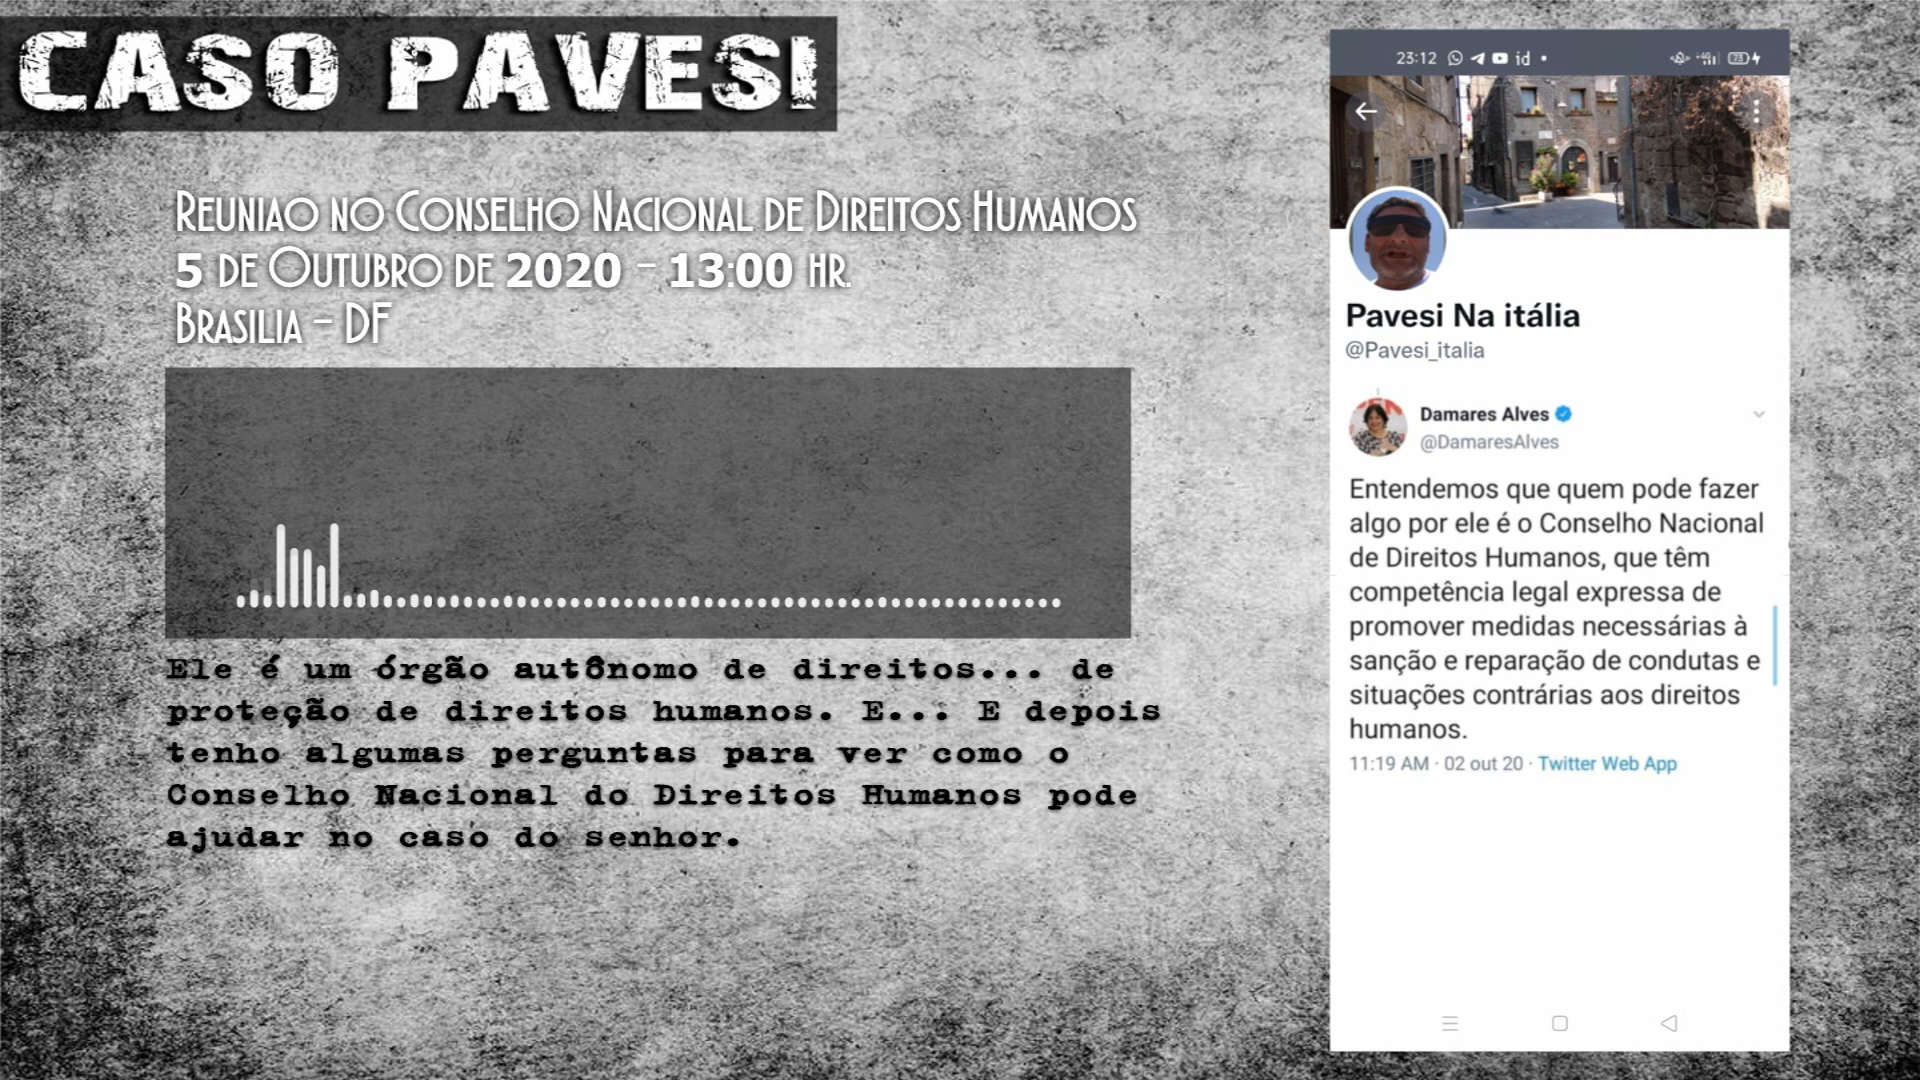 CASO PAVESI
Reuniao no Conselho Nacional de Direitos Humanos
5 de Outubro de 2020 - 13:00 hr.
Brasilia - DF
Ele é um órgão autônomo de direitos... de
proteção de direitos humanos. E... E depois
tenho algumas perguntas para ver como o
Conselho Nacional do Direitos Humanos pode
ajudar no caso do senhor.
23:12
id
Pavesi Na itália
@Pavesi_italia
Damares Alves
@DamaresAlves
Entendemos que quem pode fazer
algo por ele é o Conselho Nacional
de Direitos Humanos, que têm
competência legal expressa de
promover medidas necessárias à
sanção e reparação de condutas e
situações contrárias aos direitos
humanos.
11:19 AM · 02 out 20 · Twitter Web App